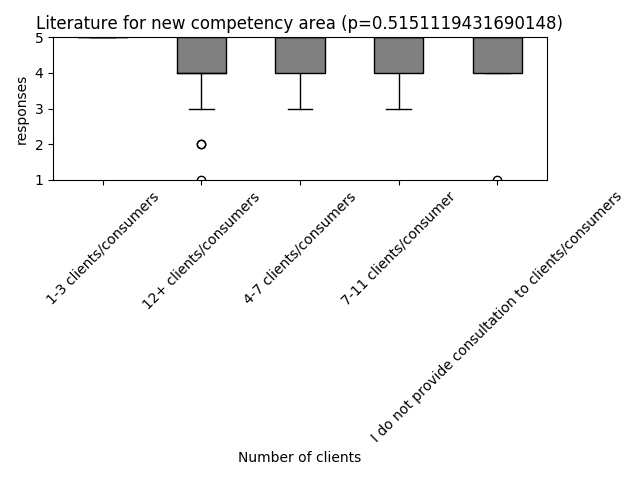 Literature for new competency area (p=0.5151119431690148)
responses
5
4
3
2
1
1-3 clients/consumers
12+ clients/consumers
4-7 clients/consumers
7-11 clients/consumer
I do not provide consultation to clients/consumers
Number of clients